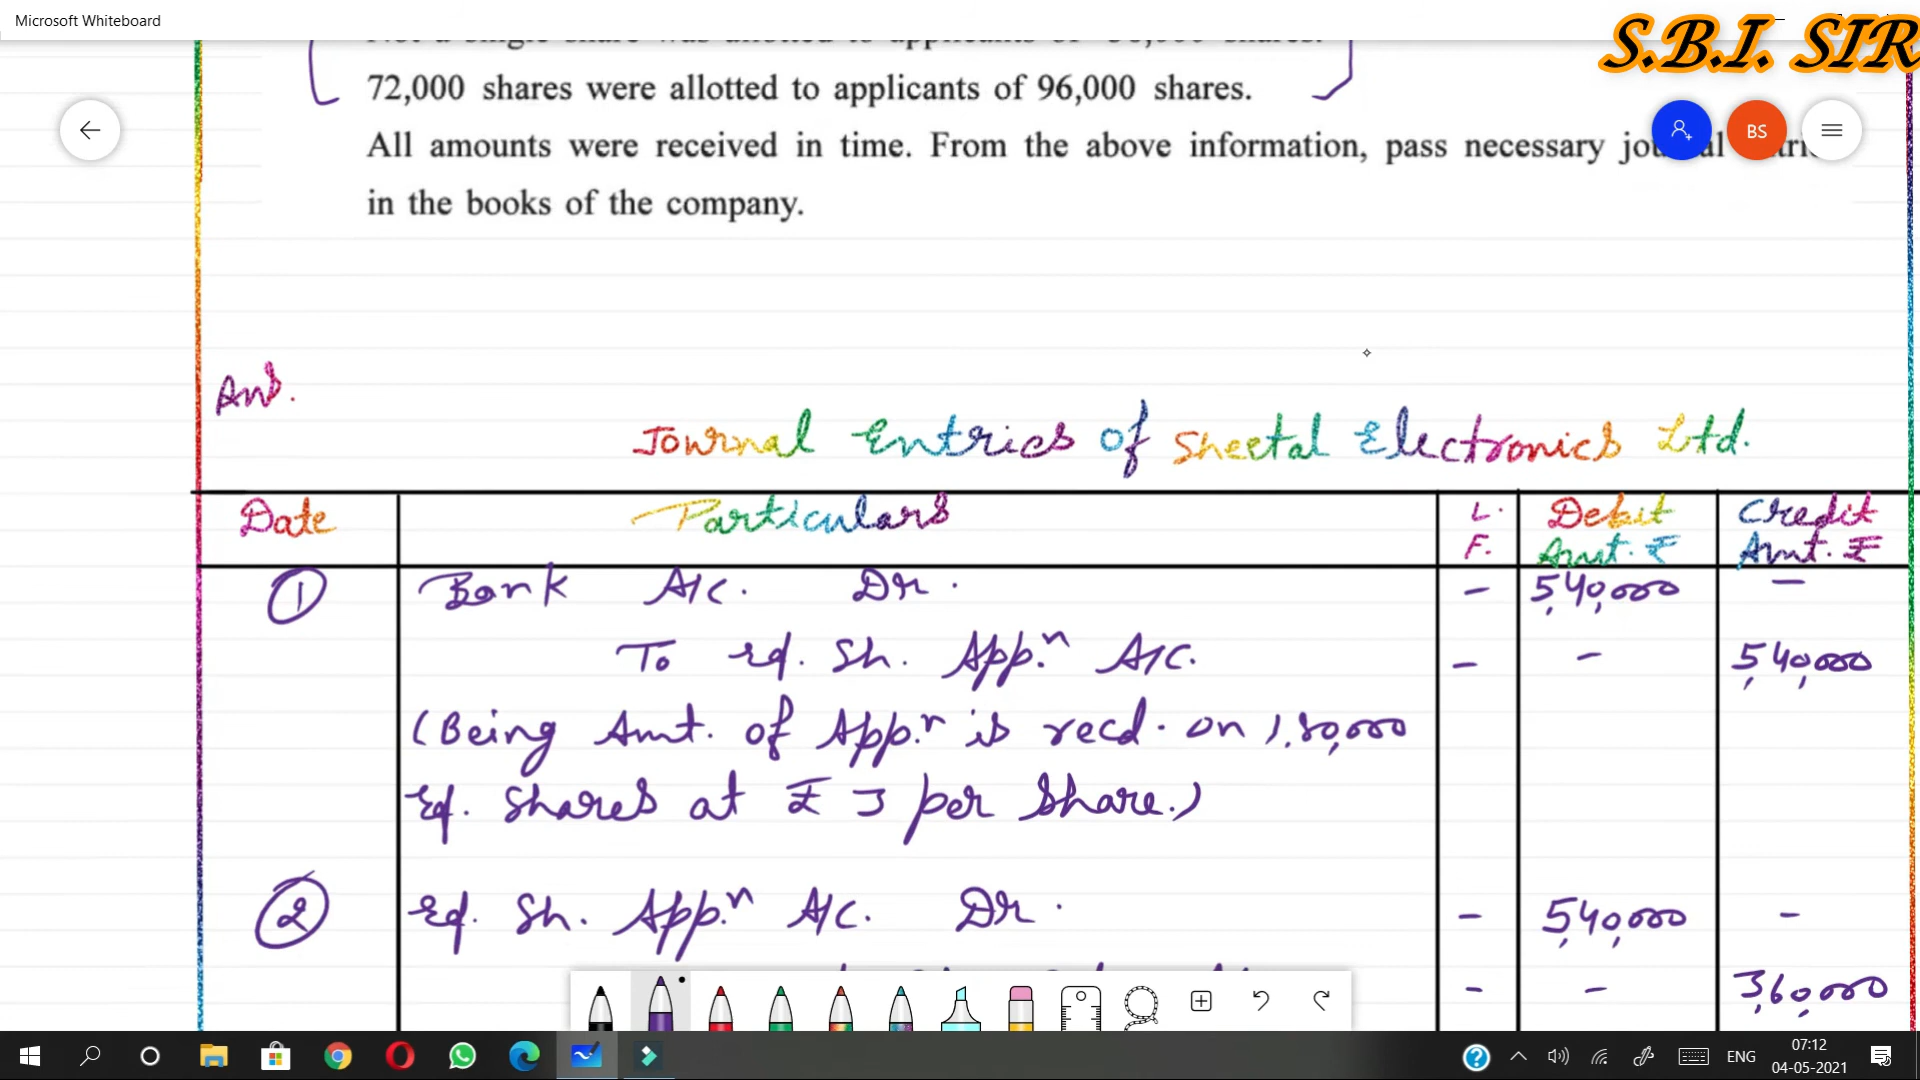 Microsoft Whiteboard
S.B.I. SIR
72,000 shares were allotted to applicants of 96,000 shares.
BS
All amounts were received in time. From the above information, pass necessary
in the books of the company.
Ans.
Journal Entries of Sheetal Electronics Ltd.
Date Particulars L. F. Debit Amt. ₹ Credit Amt. ₹
1 Bank A/C. Dr. - 5,40,000 -
To eq. Sh. App.n A/C. - - 5,40,000
(Being Amt. of App.n is recd. on 1,80,000
Eq. Shares at ₹ 3 per Share.)
2 Eq. Sh. App.n A/C. Dr. - 5,40,000 -
- - 3,60,000
ENG
07:12
04-05-2021